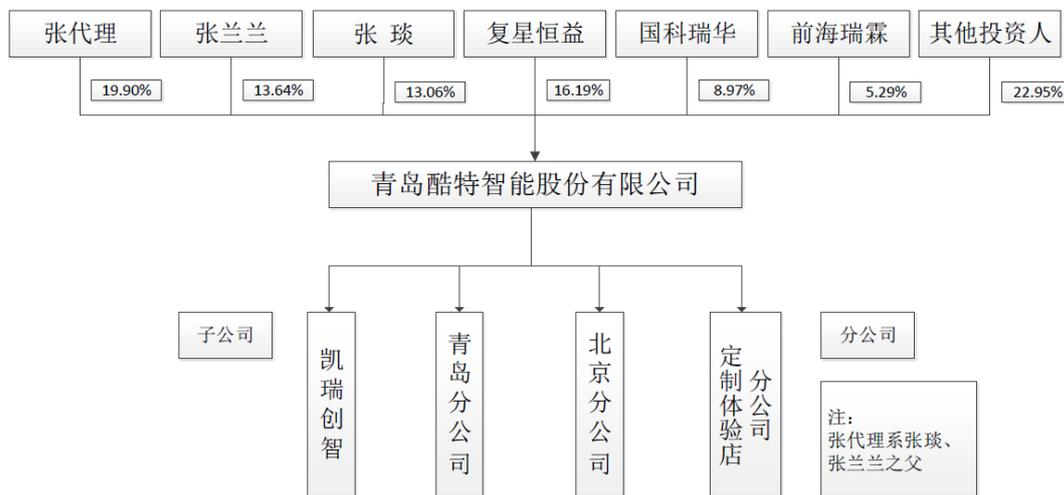 张代理
张兰兰
张 琰
复星恒益
国科瑞华
前海瑞霖
其他投资人
19.90%
13.64%
13.06%
16.19%
8.97%
5.29%
22.95%
青岛酷特智能股份有限公司
子公司
凯瑞创智
青岛分公司
北京分公司
定制体验店
分公司
分公司
注:
张代理系张琰、
张兰兰之父